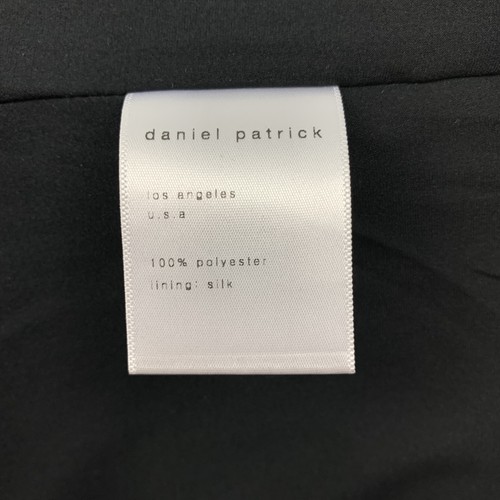 daniel patrick
los angeles
u.s.a
100% polyester
lining: silk